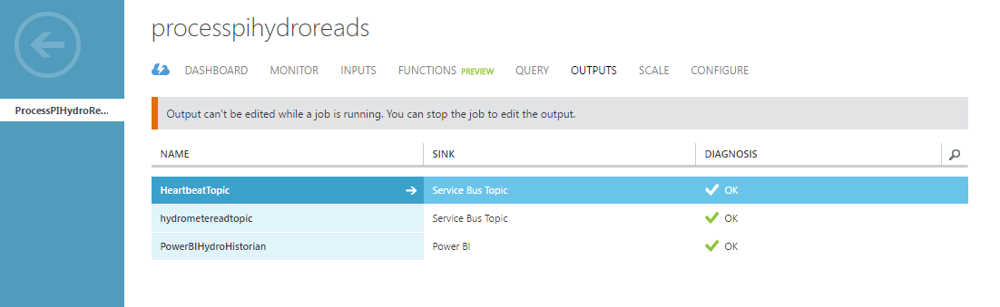 processpihydroreads
DASHBOARD MONITOR INPUTS FUNCTIONS PREVIEW QUERY OUTPUTS SCALE CONFIGURE
ProcessPIHydroRe...
Output can't be edited while a job is running. You can stop the job to edit the output.
NAME SINK DIAGNOSIS
HeartbeatTopic Service Bus Topic OK
hydrometereadtopic Service Bus Topic OK
PowerBIHydroHistorian Power BI OK